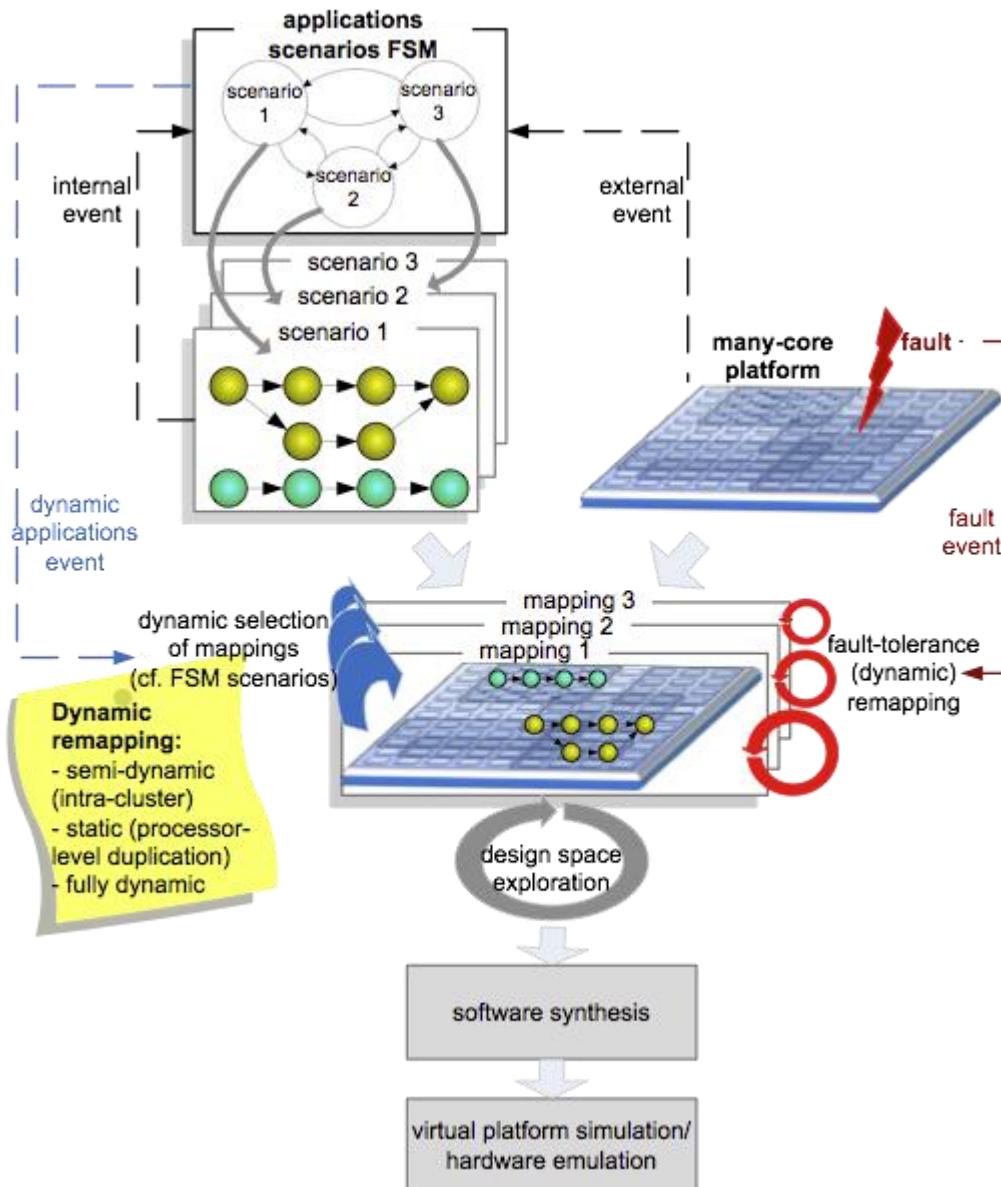 applications
scenarios FSM
scenario
1
scenario
3
scenario
2
internal
event
external
event
scenario 3
scenario 2
scenario 1
many-core
platform
fault
dynamic
applications
event
fault
event
mapping 3
mapping 2
mapping 1
dynamic selection
of mappings
(cf. FSM scenarios)
fault-tolerance
(dynamic)
remapping
Dynamic
remapping:
- semi-dynamic
(intra-cluster)
- static (processor-
level duplication)
- fully dynamic
design space
exploration
software synthesis
virtual platform simulation/
hardware emulation